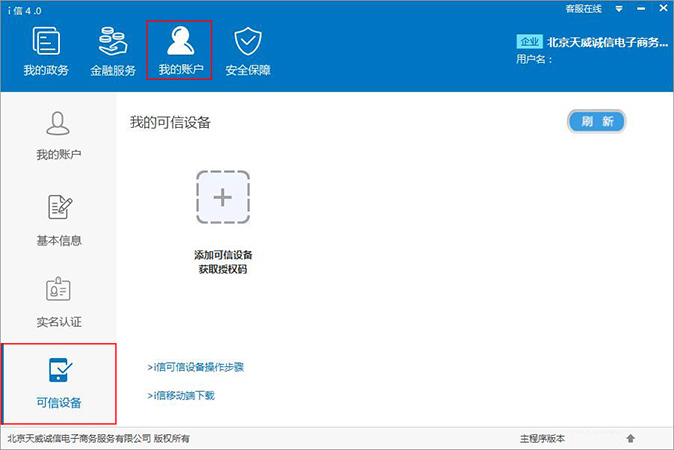 i 信 4.0
客服在线
我的政务
金融服务
我的账户
安全保障
企业 北京天威诚信电子商务...
用户名：
我的账户
基本信息
实名认证
可信设备
我的可信设备
刷 新
添加可信设备
获取授权码
>i信可信设备操作步骤
>i信移动端下载
北京天威诚信电子商务服务有限公司 版权所有
主程序版本